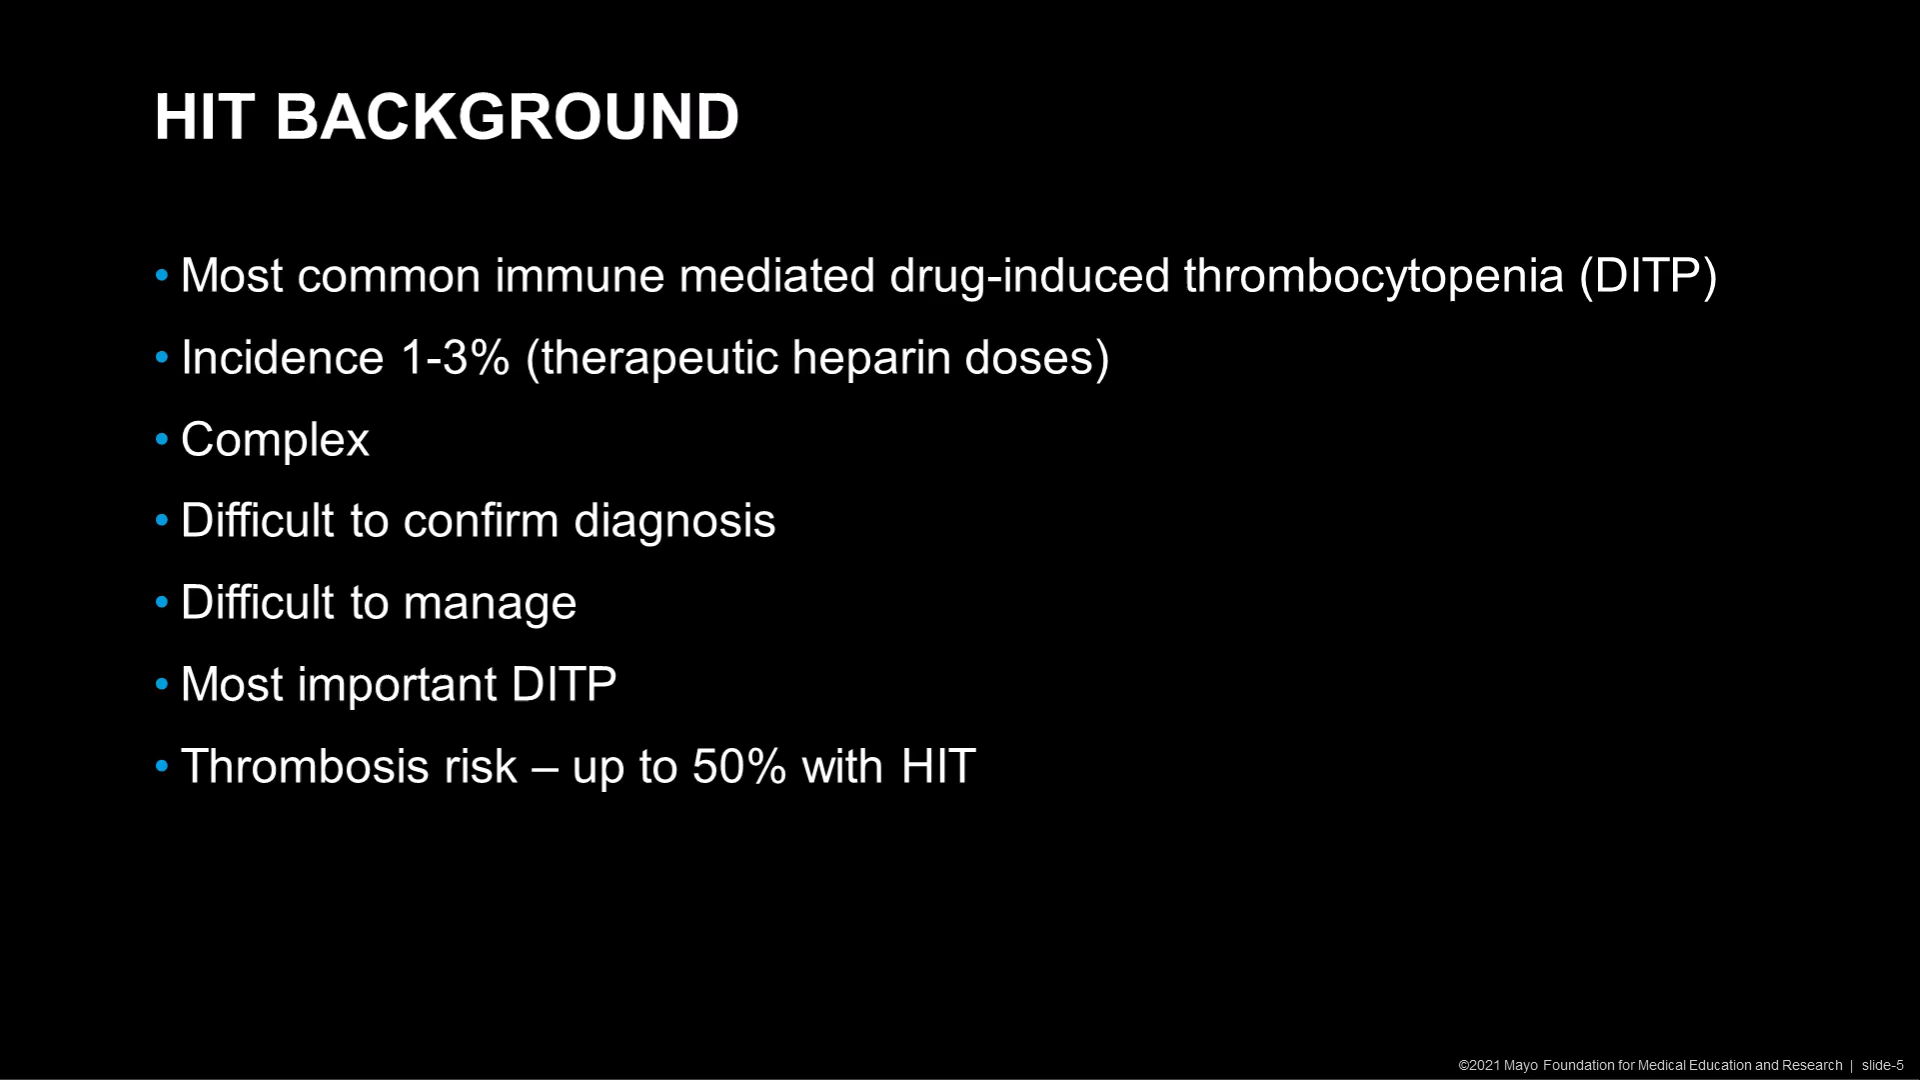 HIT BACKGROUND
• Most common immune mediated drug-induced thrombocytopenia (DITP)
• Incidence 1-3% (therapeutic heparin doses)
• Complex
• Difficult to confirm diagnosis
• Difficult to manage
• Most important DITP
• Thrombosis risk – up to 50% with HIT
©2021 Mayo Foundation for Medical Education and Research | slide-5